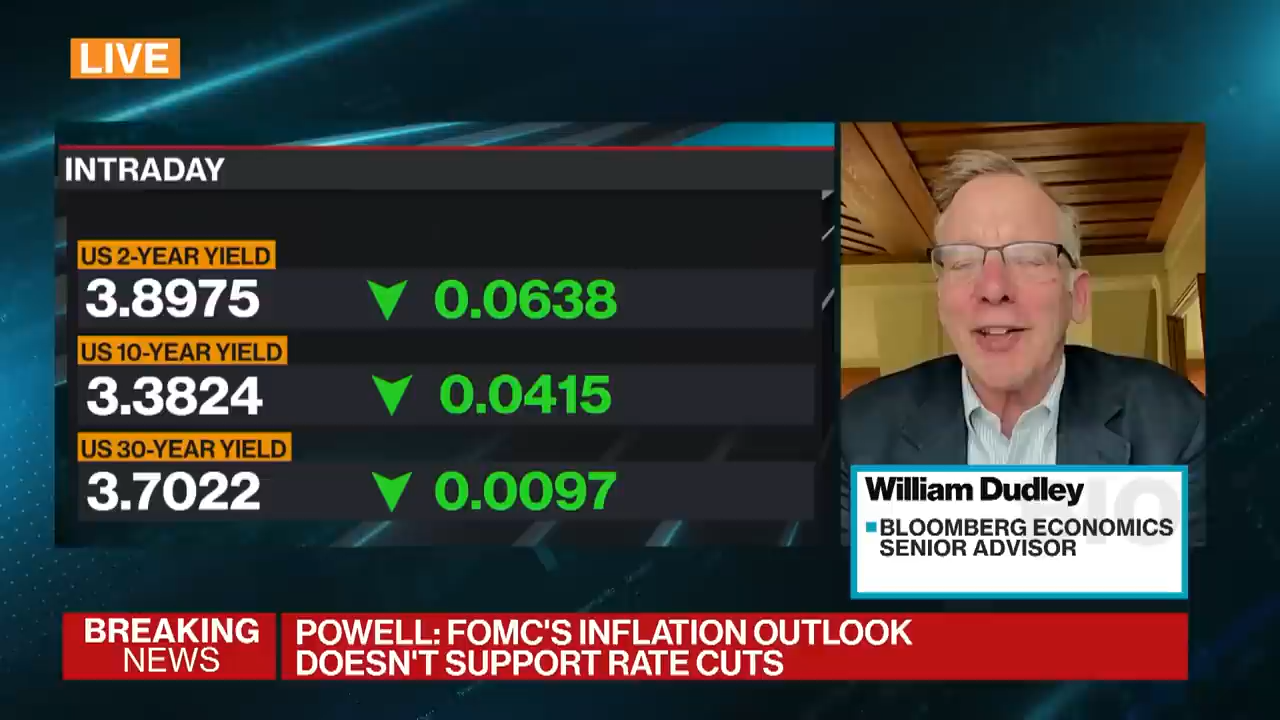 LIVE
INTRADAY
US 2-YEAR YIELD
3.8975 ▼ 0.0638
US 10-YEAR YIELD
3.3824 ▼ 0.0415
US 30-YEAR YIELD
3.7022 ▼ 0.0097
William Dudley
BLOOMBERG ECONOMICS
SENIOR ADVISOR
BREAKING
NEWS
POWELL: FOMC'S INFLATION OUTLOOK
DOESN'T SUPPORT RATE CUTS